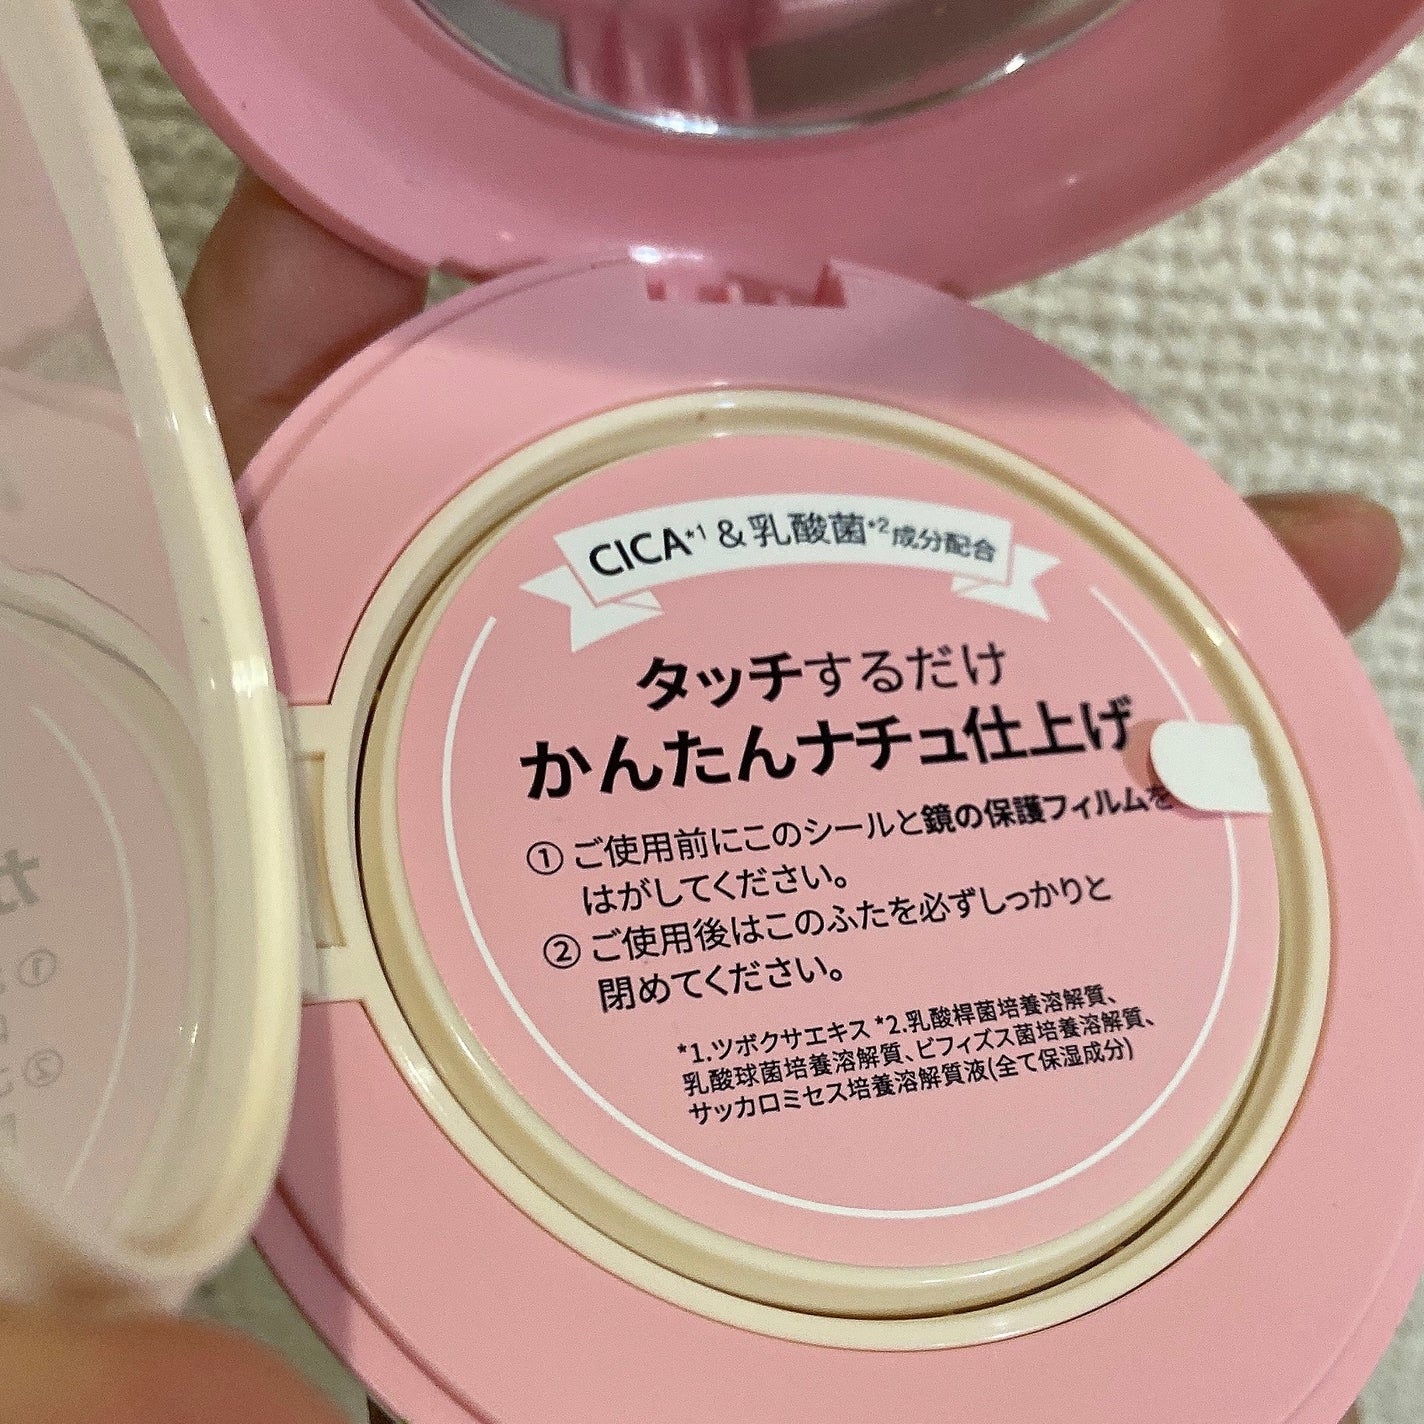 CICA*1 &乳酸菌*2成分配合
タッチするだけ
かんたんナチュ仕上げ
① ご使用前にこのシールと鏡の保護フィルムを
はがしてください。
② ご使用後はこのふたを必ずしっかりと
閉めてください。
*1.ツボクサエキス *2.乳酸桿菌培養溶解質、
乳酸球菌培養溶解質、ビフィズス菌培養溶解質、
サッカロミセス培養溶解質液(全て保湿成分)